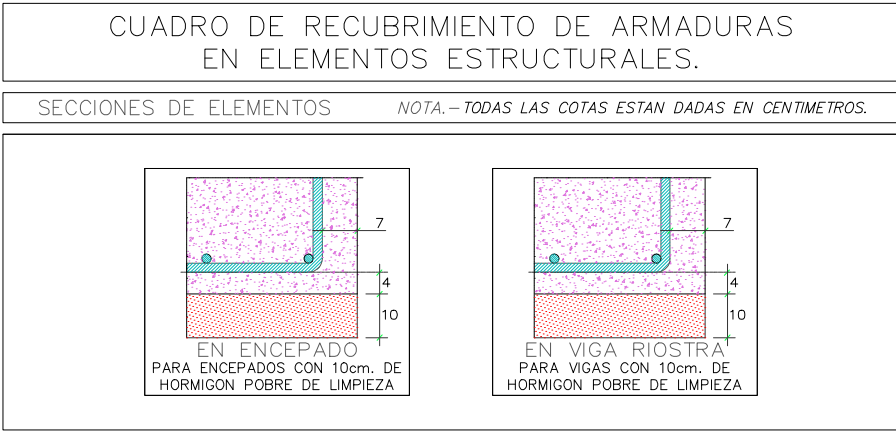 CUADRO DE RECUBRIMIENTO DE ARMADURAS
EN ELEMENTOS ESTRUCTURALES.
SECCIONES DE ELEMENTOS
NOTA.-TODAS LAS COTAS ESTAN DADAS EN CENTIMETROS.
7
4
10
EN ENCEPADO
PARA ENCEPADOS CON 10cm. DE
HORMIGON POBRE DE LIMPIEZA
7
4
10
EN VIGA RIOSTRA
PARA VIGAS CON 10cm. DE
HORMIGON POBRE DE LIMPIEZA